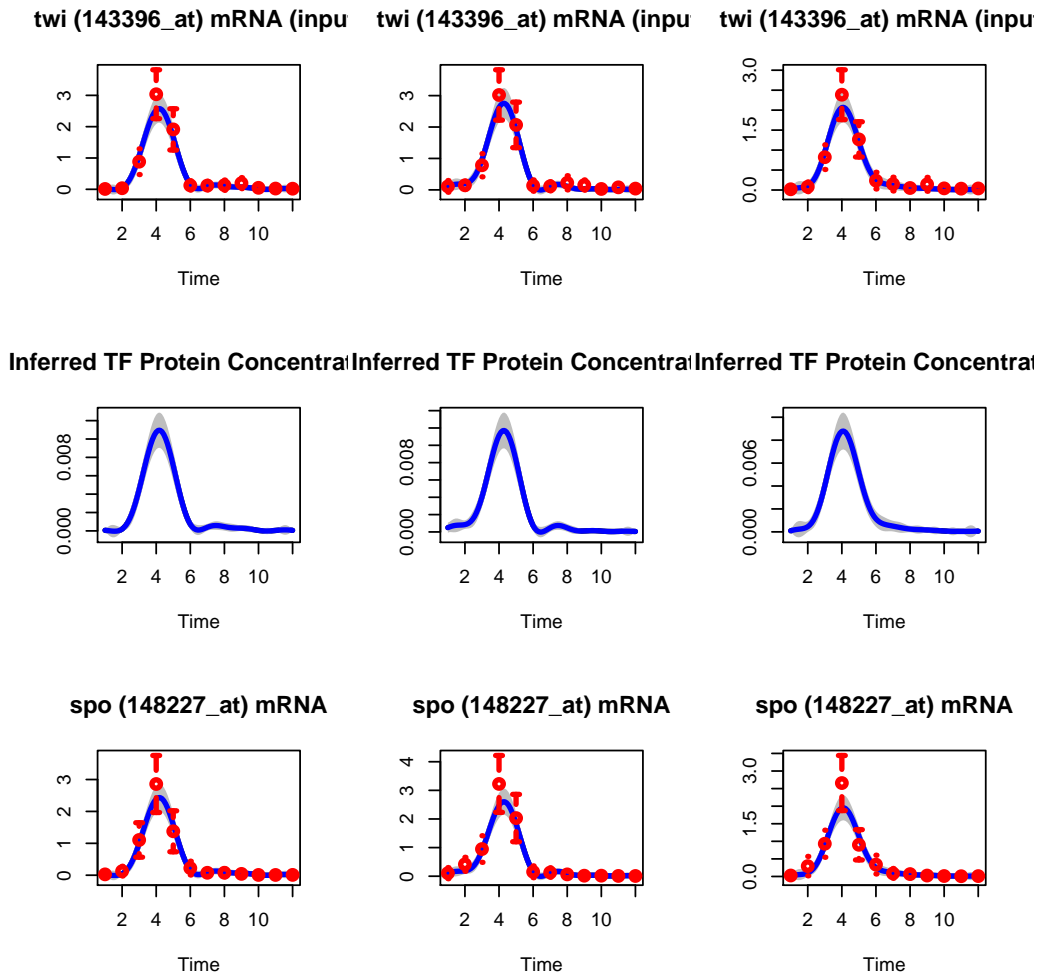 twi (143396_at) mRNA (inpu twi (143396_at) mRNA (inpu twi (143396_at) mRNA (inpu
0 1 2 3
0 1 2 3
0.0 1.5 3.0
2 4 6 8 10
2 4 6 8 10
2 4 6 8 10
Time Time Time
Inferred TF Protein Concentrat Inferred TF Protein Concentrat Inferred TF Protein Concentrat
0.000 0.008
0.000 0.008
0.000 0.006
2 4 6 8 10
2 4 6 8 10
2 4 6 8 10
Time Time Time
spo (148227_at) mRNA spo (148227_at) mRNA spo (148227_at) mRNA
0 1 2 3
0 1 2 3 4
0.0 1.5 3.0
2 4 6 8 10
2 4 6 8 10
2 4 6 8 10
Time Time Time